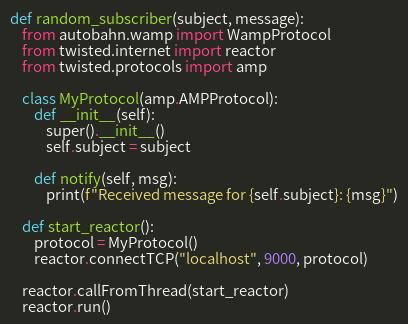 def random_subscriber(subject, message):
from autobahn.wamp import WampProtocol
from twisted.internet import reactor
from twisted.protocols import amp
class MyProtocol(amp.AMPProtocol):
def __init__(self):
super().__init__()
self.subject = subject
def notify(self, msg):
print(f"Received message for {self.subject}: {msg}")
def start_reactor():
protocol = MyProtocol()
reactor.connectTCP("localhost", 9000, protocol)
reactor.callFromThread(start_reactor)
reactor.run()